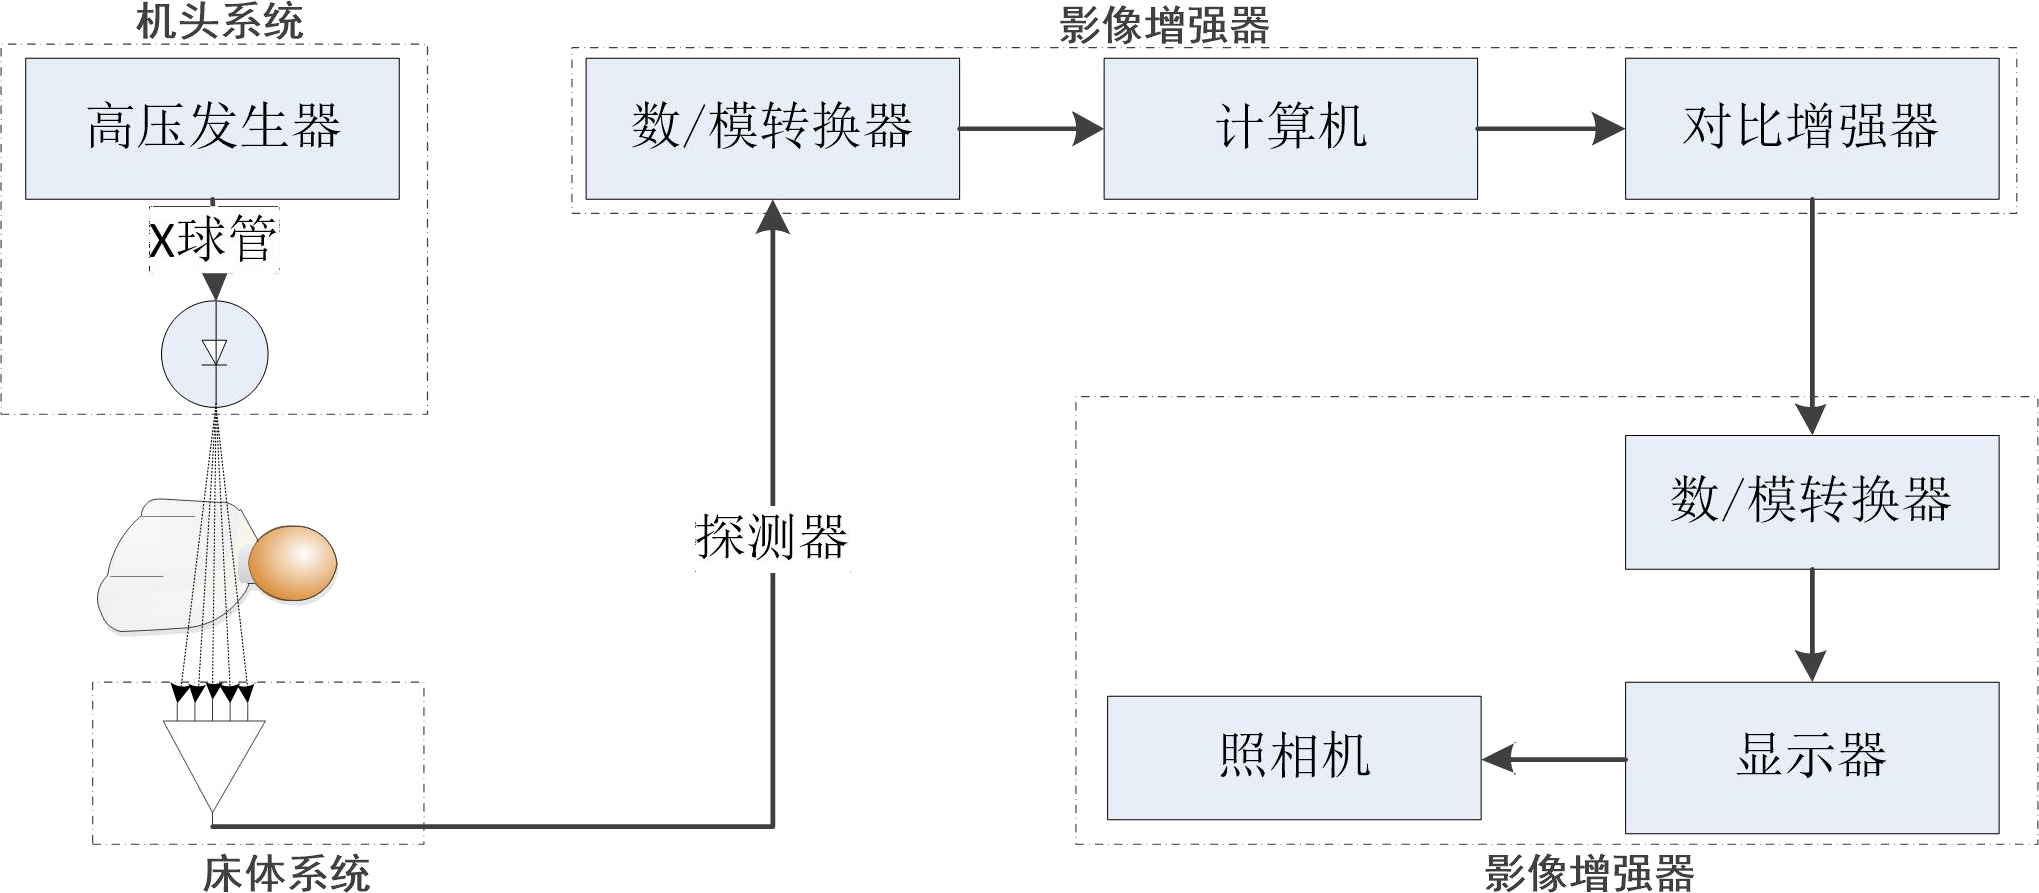 机头系统
高压发生器
X球管
床体系统
探测器
影像增强器
数/模转换器
计算机
对比增强器
数/模转换器
显示器
照相机
影像增强器